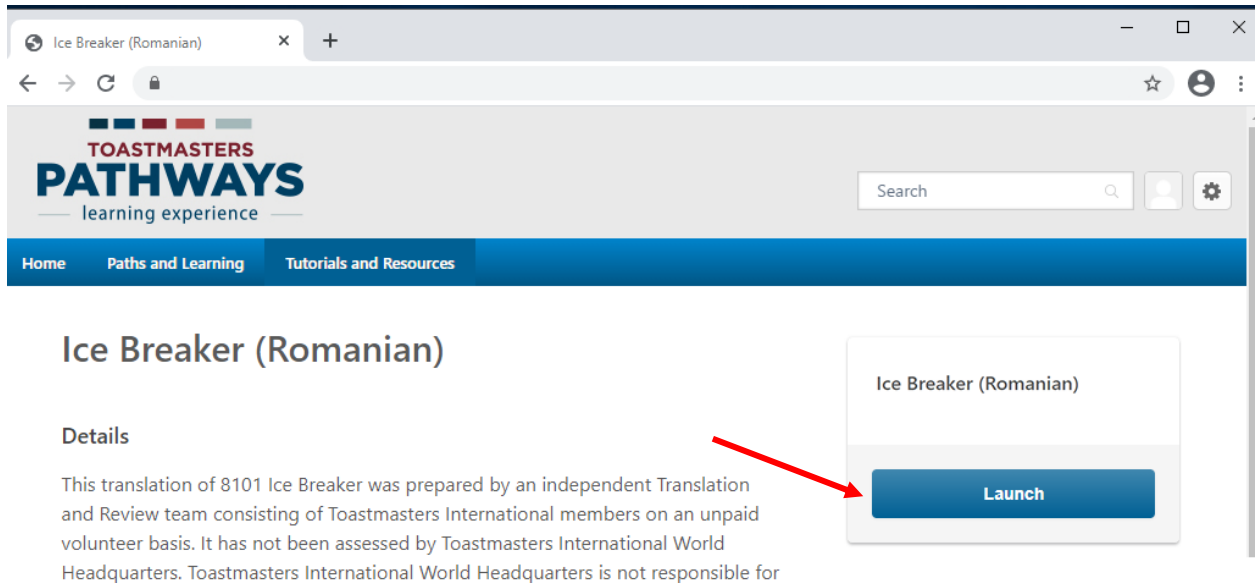 Ice Breaker (Romanian)
TOASTMASTERS
PATHWAYS
learning experience
Search
Home Paths and Learning Tutorials and Resources
Ice Breaker (Romanian)
Details
This translation of 8101 Ice Breaker was prepared by an independent Translation
and Review team consisting of Toastmasters International members on an unpaid
volunteer basis. It has not been assessed by Toastmasters International World
Headquarters. Toastmasters International World Headquarters is not responsible for
Ice Breaker (Romanian)
Launch